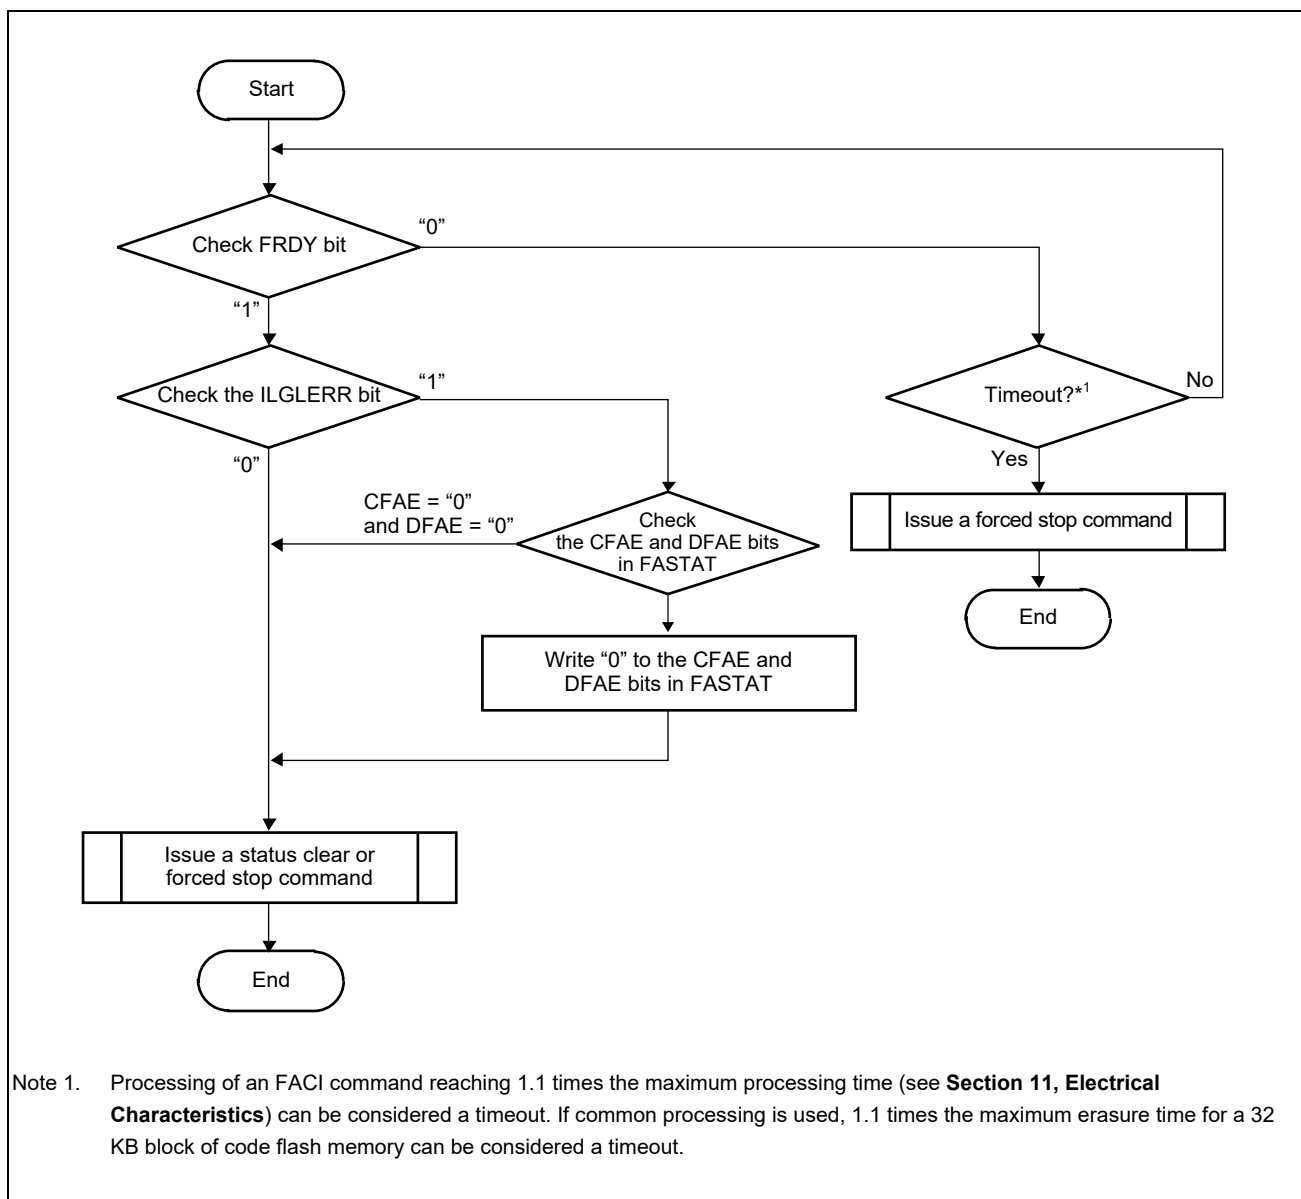 Start
Check FRDY bit
“0”
“1”
Check the ILGLERR bit
“1”
“0”
Timeout?*1
No
Yes
CFAE = “0”
and DFAE = “0”
Check
the CFAE and DFAE bits
in FASTAT
Issue a forced stop command
End
Write “0” to the CFAE and
DFAE bits in FASTAT
Issue a status clear or
forced stop command
End
Note 1. Processing of an FACI command reaching 1.1 times the maximum processing time (see Section 11, Electrical
Characteristics) can be considered a timeout. If common processing is used, 1.1 times the maximum erasure time for a 32
KB block of code flash memory can be considered a timeout.